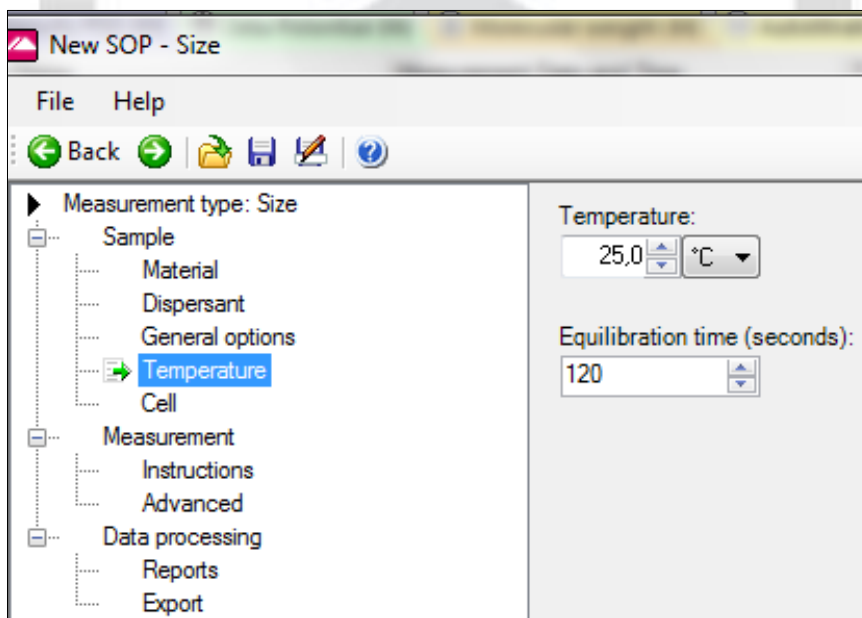 New SOP - Size
File Help
Back
Measurement type: Size
Sample
Material
Dispersant
General options
Temperature
Cell
Measurement
Instructions
Advanced
Data processing
Reports
Export
Temperature:
25,0 °C
Equilibration time (seconds):
120